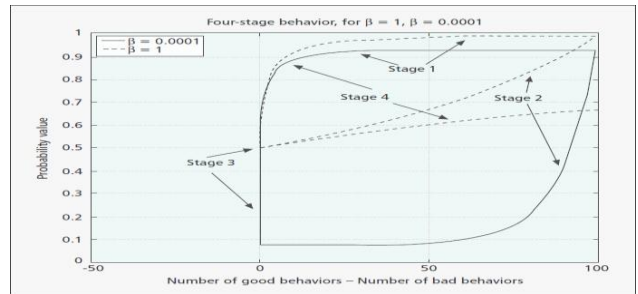 Four-stage behavior, for β = 1, β = 0.0001
β = 0.0001
β = 1
1
0.9
0.8
0.7
0.6
0.5
0.4
0.3
0.2
0.1
0
Probability value
Stage 1
Stage 4
Stage 2
Stage 3
-50
0
50
100
Number of good behaviors – Number of bad behaviors